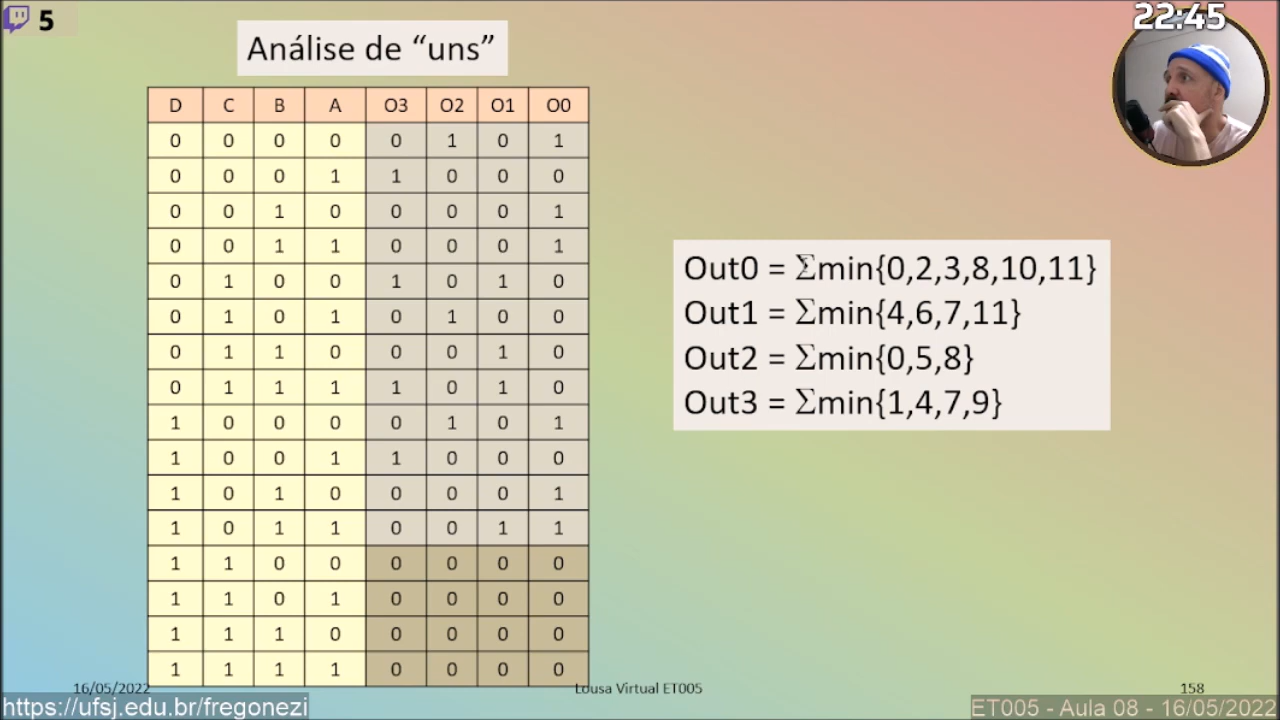 5
22:45
Análise de “uns”
D C B A O3 O2 O1 O0
0 0 0 0 0 1 0 1
0 0 0 1 1 0 0 0
0 0 1 0 0 0 0 1
0 0 1 1 0 0 0 1
0 1 0 0 1 0 1 0
0 1 0 1 0 1 0 0
0 1 1 0 0 0 1 0
0 1 1 1 1 0 1 0
1 0 0 0 0 1 0 1
1 0 0 1 1 0 0 0
1 0 1 0 0 0 0 1
1 0 1 1 0 0 1 1
1 1 0 0 0 0 0 0
1 1 0 1 0 0 0 0
1 1 1 0 0 0 0 0
1 1 1 1 0 0 0 0
Out0 = Σmin{0,2,3,8,10,11}
Out1 = Σmin{4,6,7,11}
Out2 = Σmin{0,5,8}
Out3 = Σmin{1,4,7,9}
16/05/2022
Lousa Virtual ET005
158
https://ufsj.edu.br/fregonezi
ET005 - Aula 08 - 16/05/2022